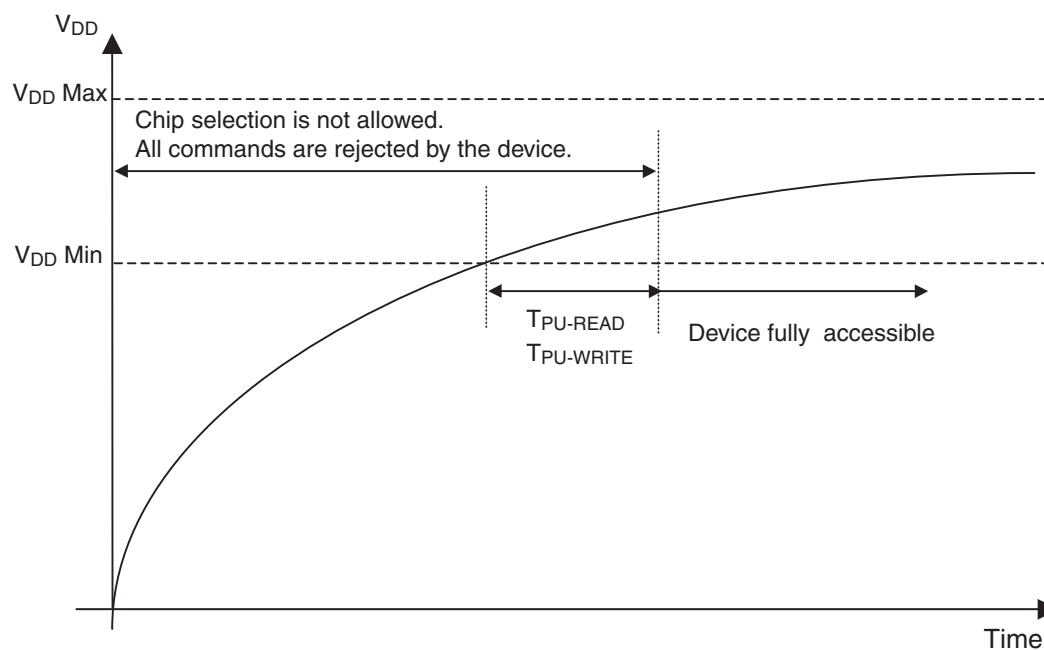 VDD
VDD Max
Chip selection is not allowed.
All commands are rejected by the device.
VDD Min
TPU-READ
TPU-WRITE
Device fully accessible
Time